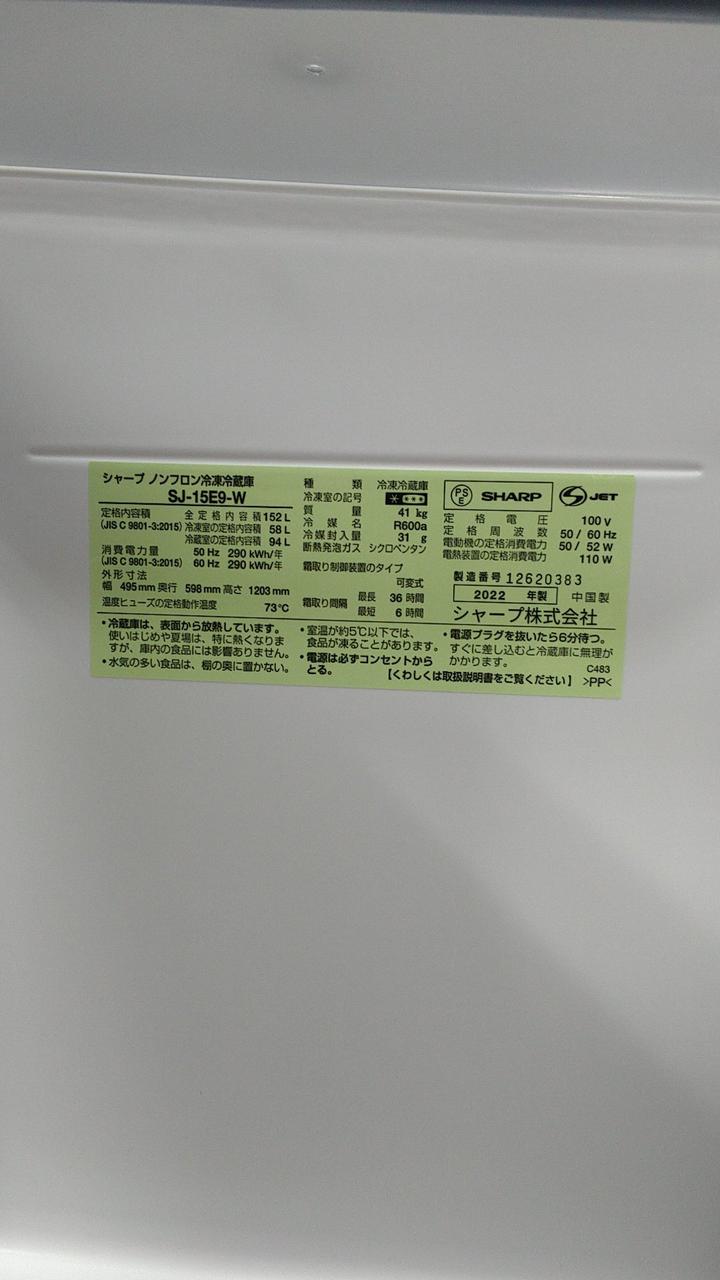 シャープ ノンフロン冷凍冷蔵庫
SJ-15E9-W
定格内容積 全定格内容積 152 L
(JIS C 9801-3:2015) 冷凍室の定格内容積 58 L
冷蔵室の定格内容積 94 L
消費電力量 50 Hz 290 kWh/年
(JIS C 9801-3:2015) 60 Hz 290 kWh/年
外形寸法
幅 495 mm 奥行 598 mm 高さ 1203 mm
温度ヒューズの定格動作温度 73℃
種類 冷凍冷蔵庫
冷凍室の記号 * ***
質量 41 kg
冷媒名 R600a
冷媒封入量 31 g
断熱発泡ガス シクロペンタン
霜取り制御装置のタイプ
可変式
霜取り間隔 最長 36 時間
最短 6 時間
PSE SHARP JET
定格電圧 100 V
定格周波数 50 / 60 Hz
電動機の定格消費電力 50 / 52 W
電熱装置の定格消費電力 110 W
製造番号 12620383
2022 年製 中国製
シャープ株式会社
・冷蔵庫は、表面から放熱しています。
使いはじめや夏場は、特に熱くなりま
すが、庫内の食品には影響ありません。
・水気の多い食品は、棚の奥に置かない。
・室温が約5℃以下では、
食品が凍ることがあります。
・電源は必ずコンセントから
とる。
・電源プラグを抜いたら6分待つ。
すぐに差し込むと冷蔵庫に無理が
かかります。
C483
【くわしくは取扱説明書をご覧ください】 >PP<